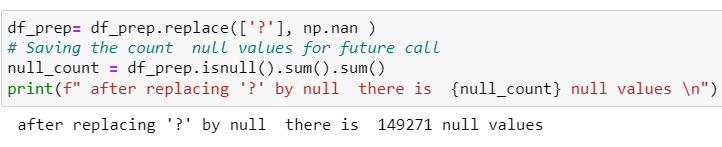 df_prep= df_prep.replace(['?'], np.nan )
# Saving the count  null values for future call
null_count = df_prep.isnull().sum().sum()
print(f" after replacing '?' by null  there is  {null_count} null values \n")
 after replacing '?' by null  there is  149271 null values